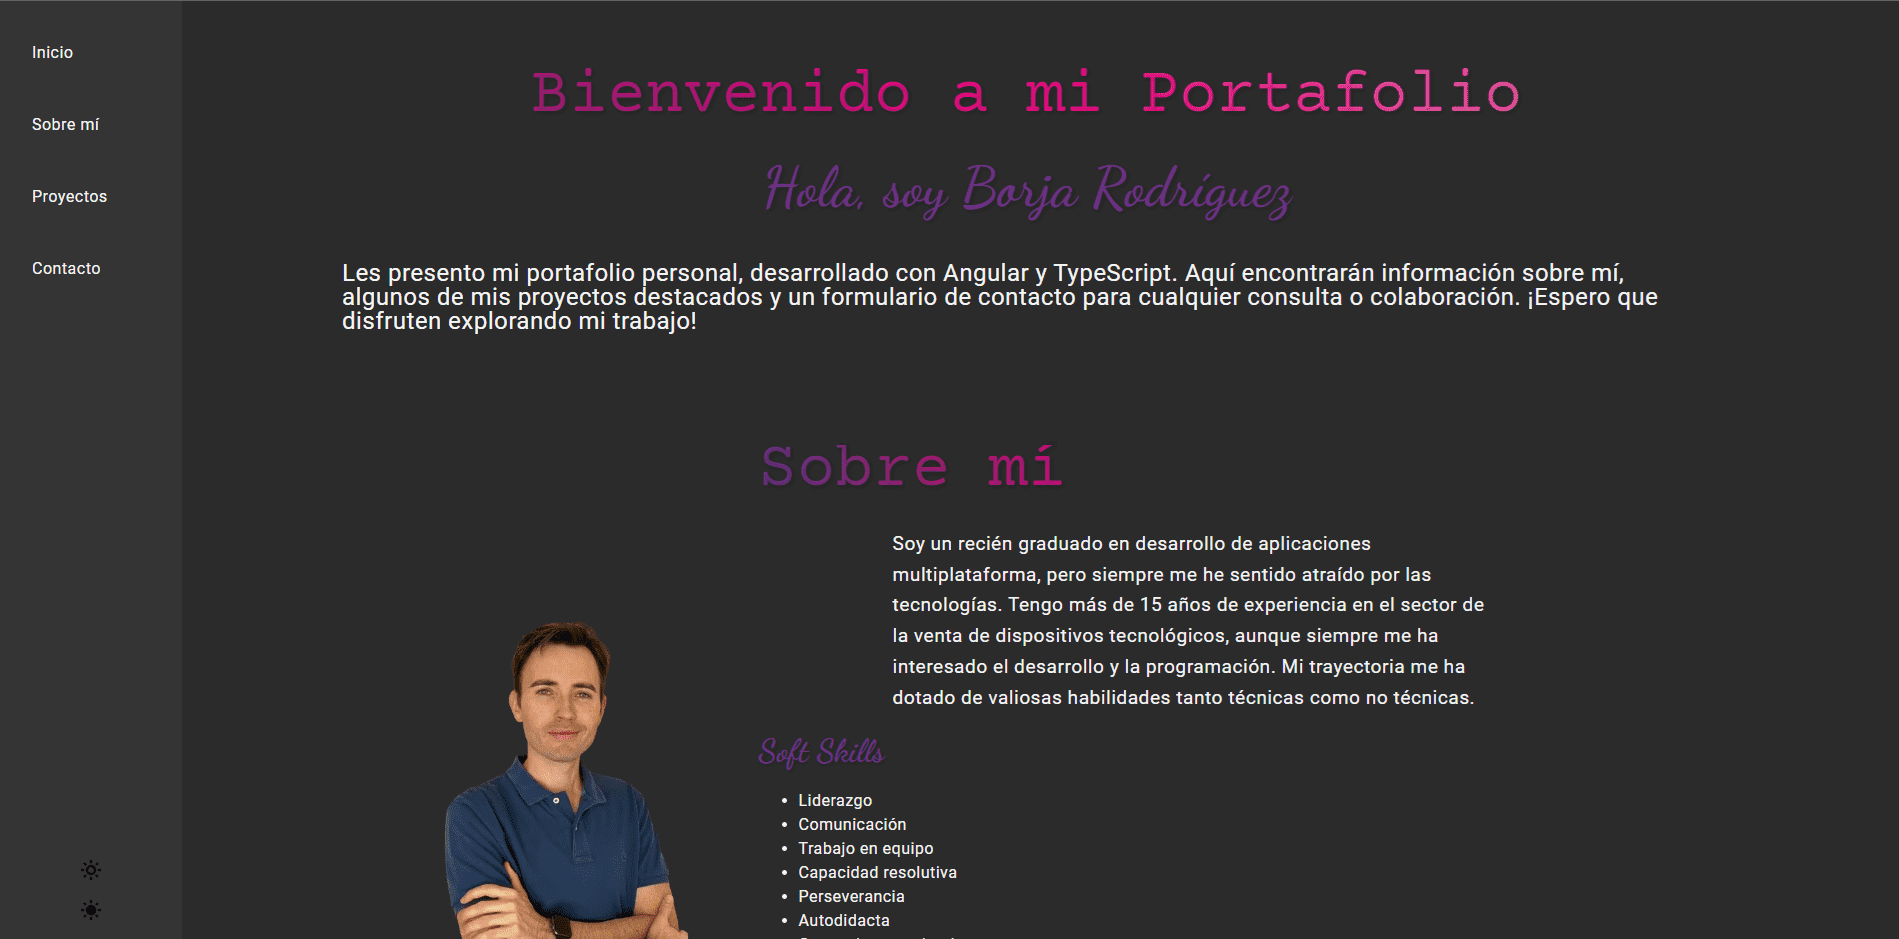 Inicio
Sobre mí
Proyectos
Contacto
Bienvenido a mi Portafolio
Hola, soy Borja Rodríguez
Les presento mi portafolio personal, desarrollado con Angular y TypeScript. Aquí encontrarán información sobre mí,
algunos de mis proyectos destacados y un formulario de contacto para cualquier consulta o colaboración. ¡Espero que
disfruten explorando mi trabajo!
Sobre mí
Soy un recién graduado en desarrollo de aplicaciones
multiplataforma, pero siempre me he sentido atraído por las
tecnologías. Tengo más de 15 años de experiencia en el sector de
la venta de dispositivos tecnológicos, aunque siempre me ha
interesado el desarrollo y la programación. Mi trayectoria me ha
dotado de valiosas habilidades tanto técnicas como no técnicas.
Soft Skills
• Liderazgo
• Comunicación
• Trabajo en equipo
• Capacidad resolutiva
• Perseverancia
• Autodidacta